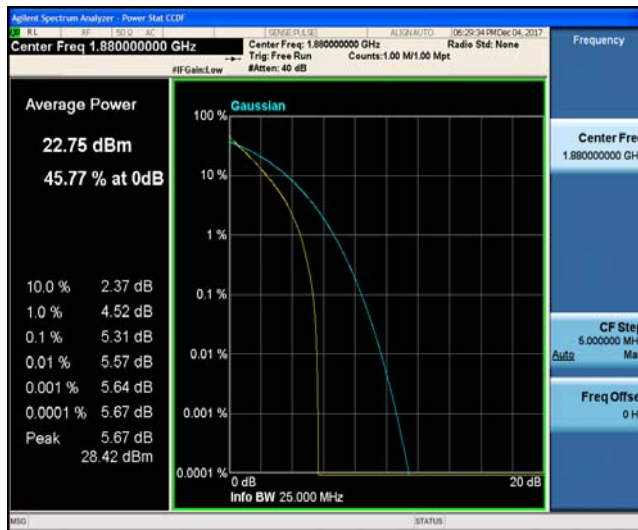 Agilent Spectrum Analyzer - Power Stat CCDF
RL RF 50 Ω AC SENSE:PULSE ALIGN AUTO 06:29:34 PM Dec 04, 2017
Center Freq 1.880000000 GHz
Center Freq: 1.880000000 GHz Radio Std: None
Trig: Free Run Counts:1.00 M/1.00 Mpt
#IFGain:Low #Atten: 40 dB
Frequency
Average Power
22.75 dBm
45.77 % at 0dB
10.0 % 2.37 dB
1.0 % 4.52 dB
0.1 % 5.31 dB
0.01 % 5.57 dB
0.001 % 5.64 dB
0.0001 % 5.67 dB
Peak 5.67 dB
28.42 dBm
Gaussian
100 %
10 %
1 %
0.1 %
0.01 %
0.001 %
0.0001 %
0 dB 20 dB
Info BW 25.000 MHz
Center Fre
1.880000000 GH
CF Step
5.000000 MH
Auto Ma
Freq Offse
0 H
MSG STATUS